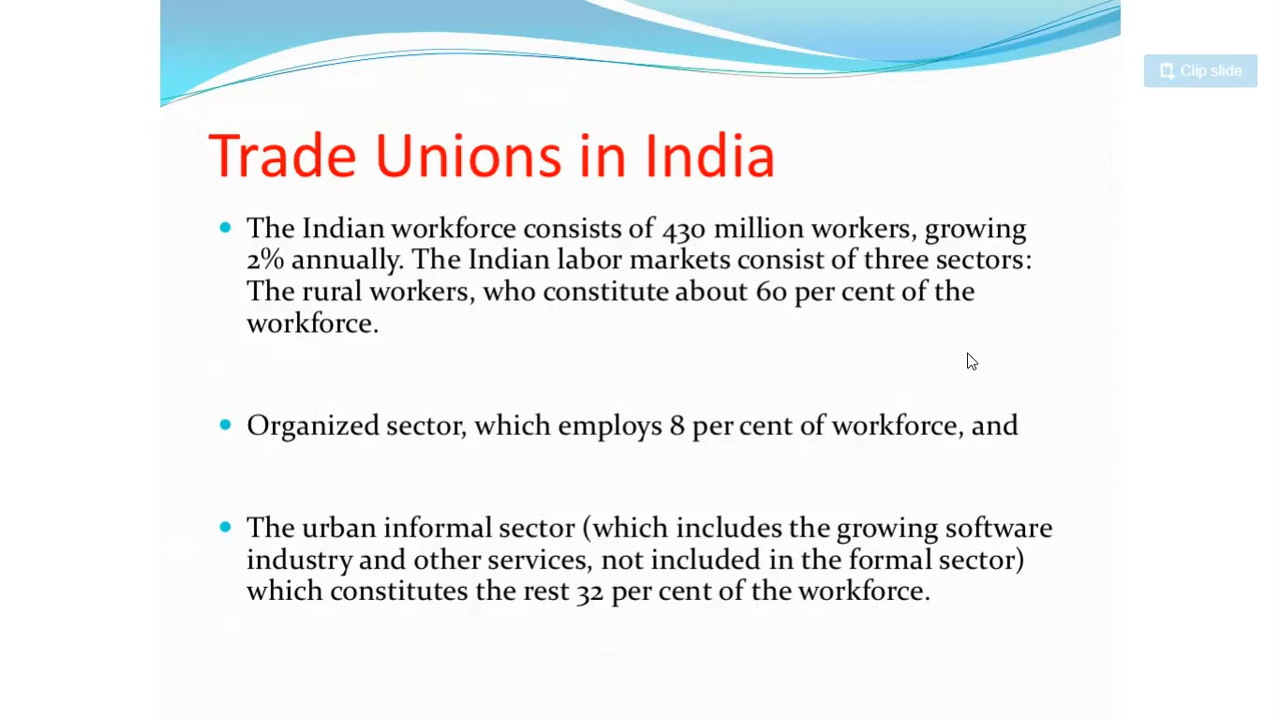 Clip slide
Trade Unions in India
• The Indian workforce consists of 430 million workers, growing
2% annually. The Indian labor markets consist of three sectors:
The rural workers, who constitute about 60 per cent of the
workforce.
• Organized sector, which employs 8 per cent of workforce, and
• The urban informal sector (which includes the growing software
industry and other services, not included in the formal sector)
which constitutes the rest 32 per cent of the workforce.